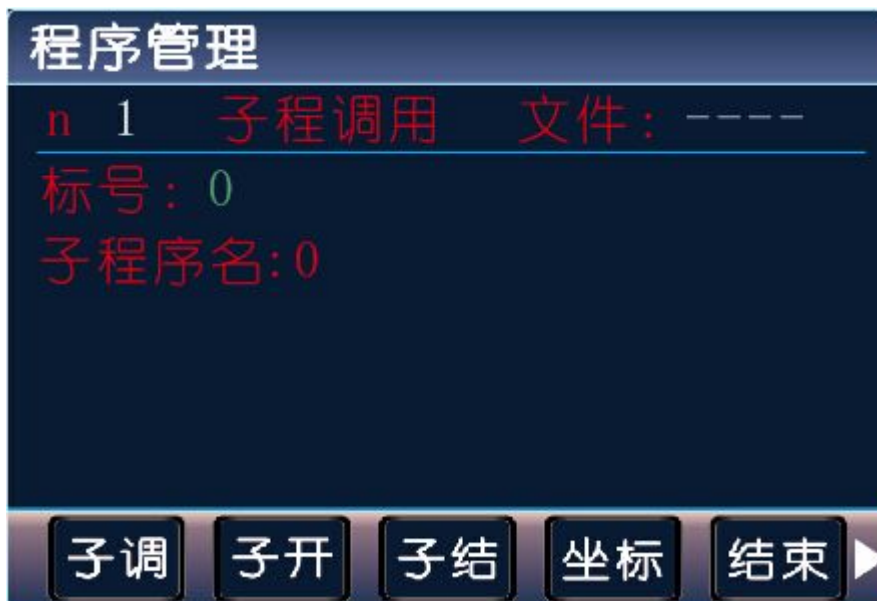 程序管理
n 1 子程调用 文件: ----
标号: 0
子程序名:0
子调 子开 子结 坐标 结束